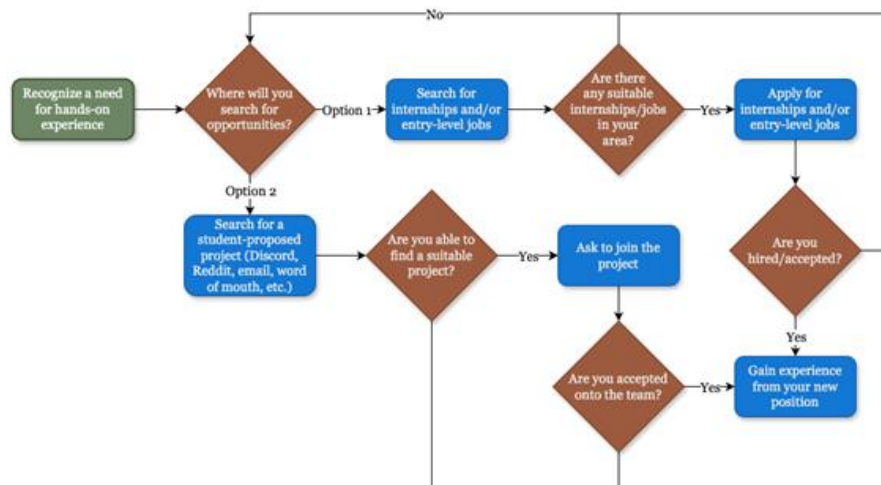 No
Recognize a need
for hands-on
experience
Where will you
search for
opportunities?
Option 1
Search for
internships and/or
entry-level jobs
Are there
any suitable
internships/jobs
in your
area?
Yes
Apply for
internships and/or
entry-level jobs
Option 2
Search for a
student-proposed
project (Discord,
Reddit, email, word
of mouth, etc.)
Are you able to
find a suitable
project?
Yes
Ask to join the
project
Are you
hired/accepted?
Yes
Are you accepted
onto the team?
Yes
Gain experience
from your new
position